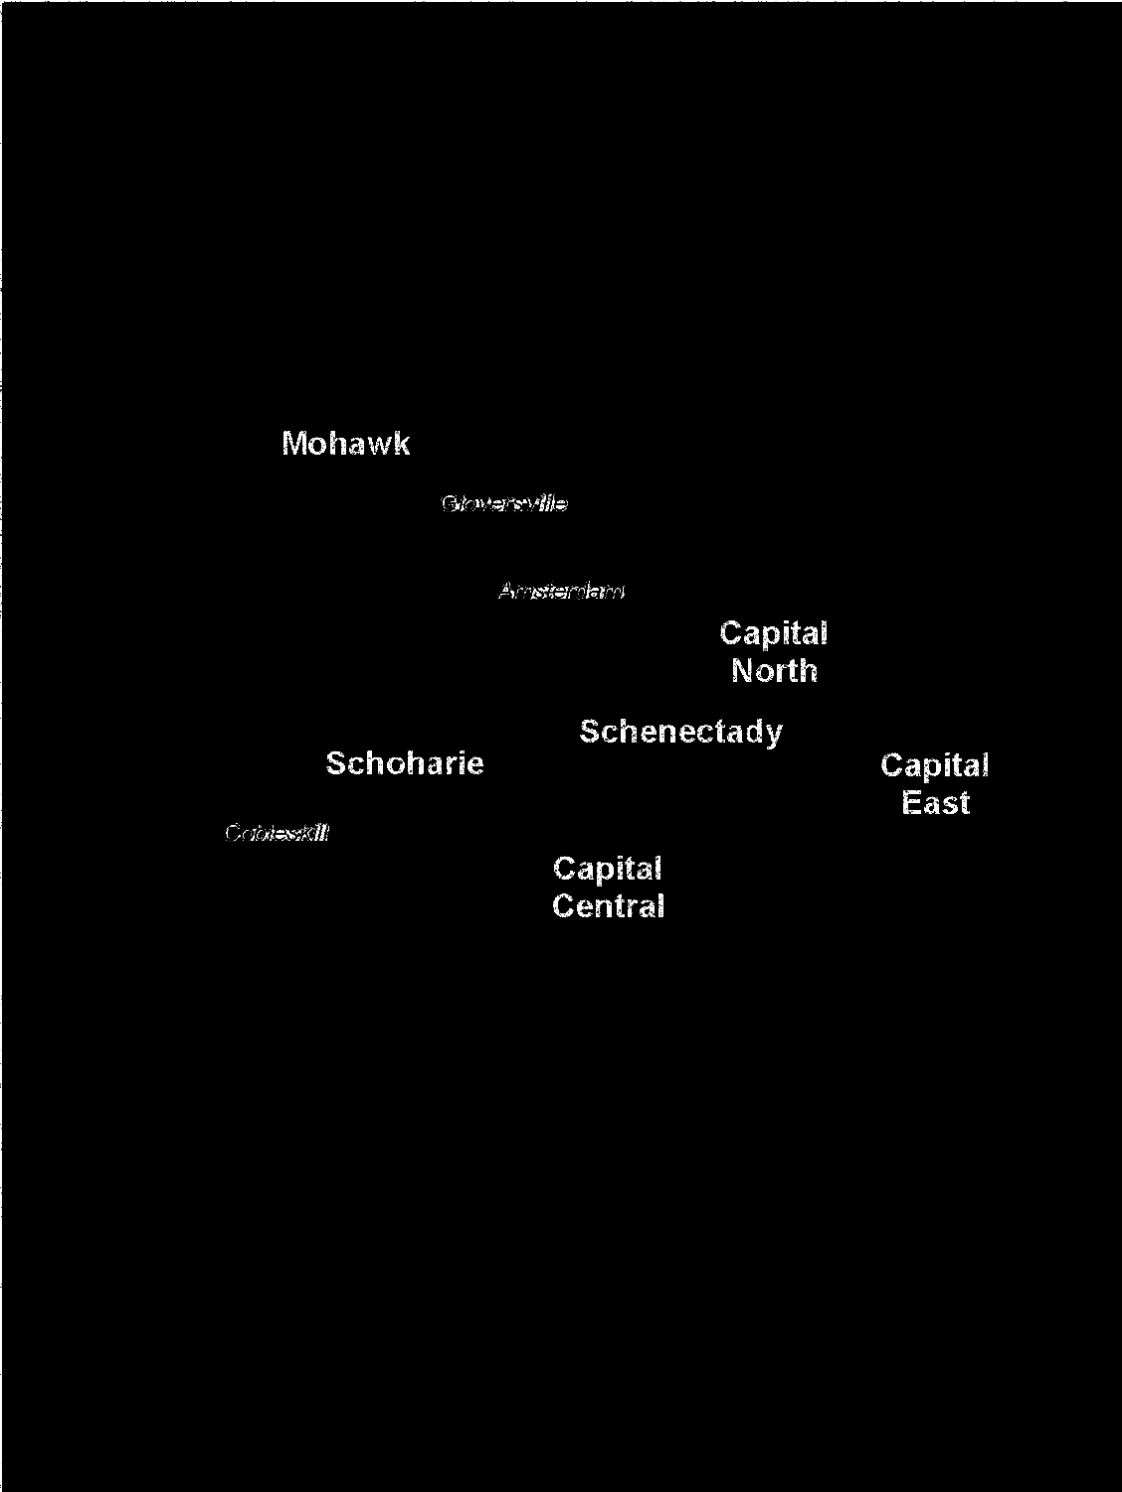 Mohawk
Gloversville
Amsterdam
Capital
North
Schenectady
Schoharie
Capital
East
Cobleskill
Capital
Central